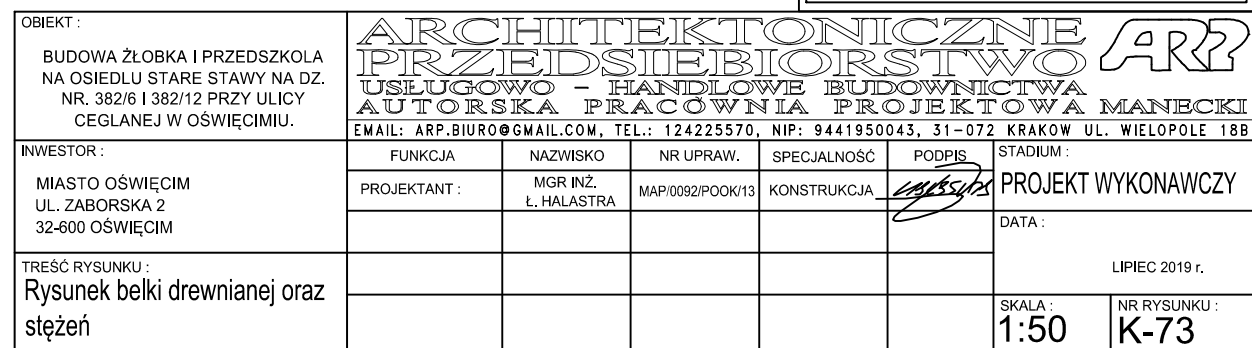 OBIEKT :
BUDOWA ŻŁOBKA I PRZEDSZKOLA
NA OSIEDLU STARE STAWY NA DZ.
NR. 382/6 I 382/12 PRZY ULICY
CEGLANEJ W OŚWIĘCIMIU.
ARCHITEKTONICZNE
PRZEDSIEBIORSTWO
USŁUGOWO - HANDLOWE BUDOWNICTWA
AUTORSKA PRACÓWNIA PROJEKTOWA MANECKI
EMAIL: ARP.BIURO@GMAIL.COM, TEL.: 124225570, NIP: 9441950043, 31-072 KRAKOW UL. WIELOPOLE 18B
INWESTOR :
MIASTO OŚWIĘCIM
UL. ZABORSKA 2
32-600 OŚWIĘCIM
FUNKCJA NAZWISKO NR UPRAW. SPECJALNOŚĆ PODPIS
PROJEKTANT : MGR INŻ. Ł. HALASTRA MAP/0092/POOK/13 KONSTRUKCJA
STADIUM :
PROJEKT WYKONAWCZY
DATA :
LIPIEC 2019 r.
TREŚĆ RYSUNKU :
Rysunek belki drewnianej oraz
stężeń
SKALA :
1:50
NR RYSUNKU :
K-73